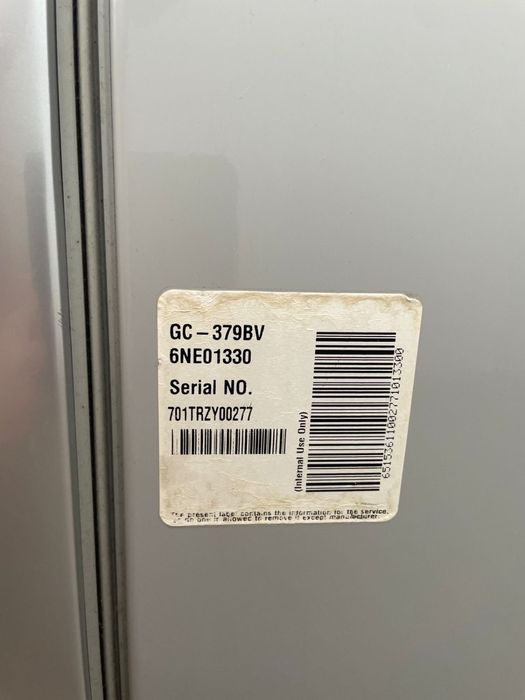 GC-379BV
6NE01330
Serial NO.
701TRZY00277
(Internal Use Only)
65153611002771013300
The present label contains the information for the service.
no one is allowed to remove it except manufacturer.